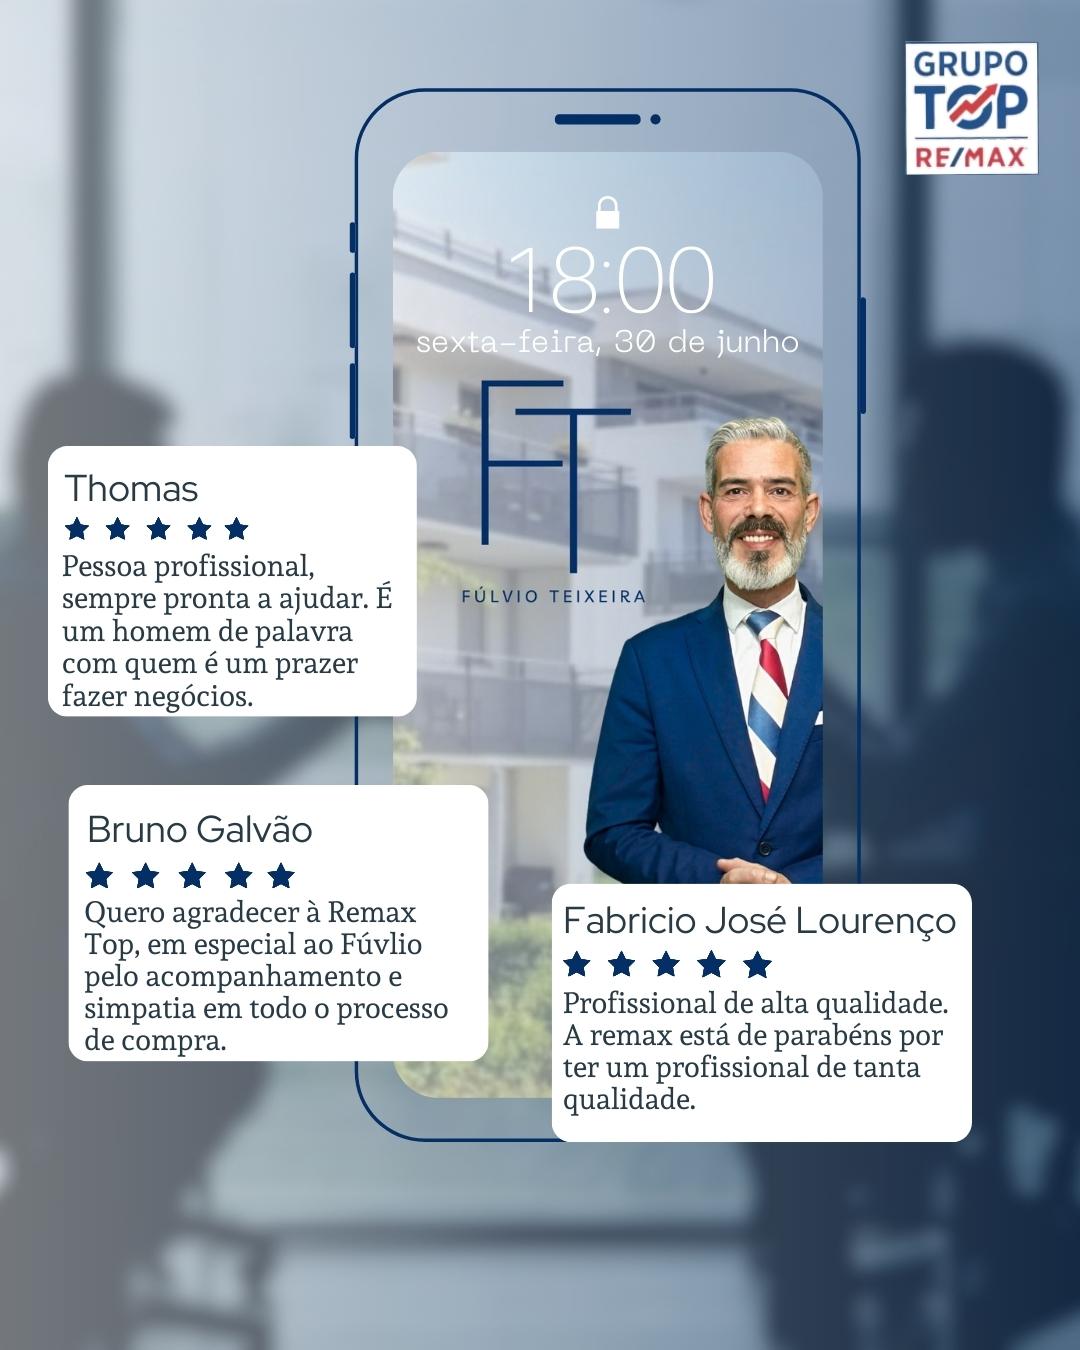 GRUPO
TOP
RE/MAX
18:00
sexta-feira, 30 de junho
FT
FÚLVIO TEIXEIRA
Thomas
Pessoa profissional,
sempre pronta a ajudar. É
um homem de palavra
com quem é um prazer
fazer negócios.
Bruno Galvão
Quero agradecer à Remax
Top, em especial ao Fúvlio
pelo acompanhamento e
simpatia em todo o processo
de compra.
Fabricio José Lourenço
Profissional de alta qualidade.
A remax está de parabéns por
ter um profissional de tanta
qualidade.